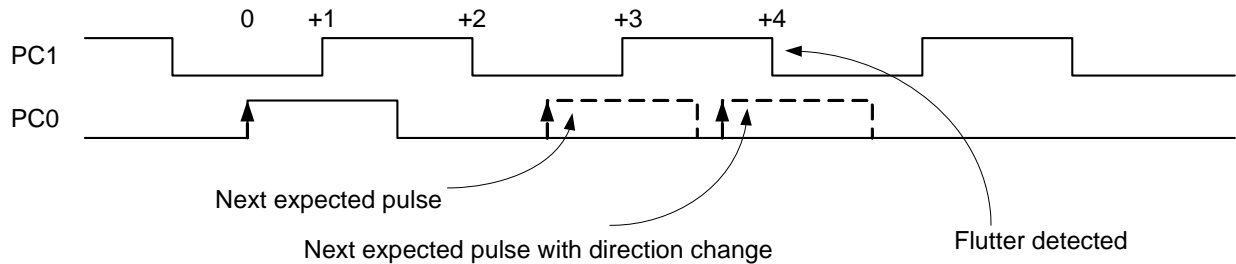 0 +1 +2 +3 +4
PC1
PC0
Next expected pulse
Next expected pulse with direction change
Flutter detected